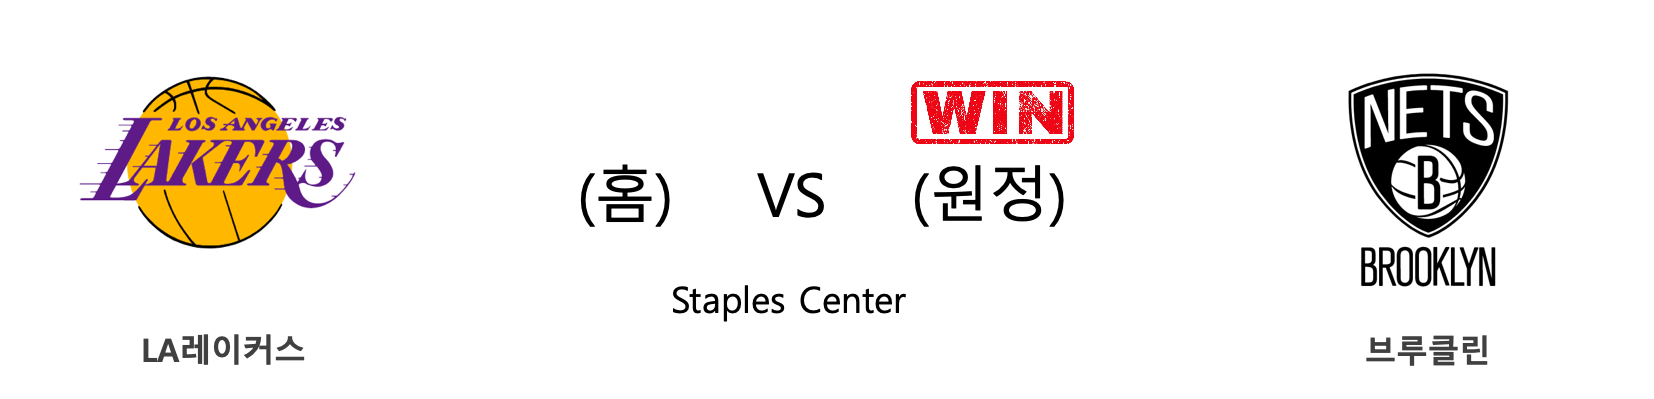 LOS ANGELES
LAKERS
WIN
(홈) VS (원정)
Staples Center
NETS
B
BROOKLYN
LA레이커스
브루클린